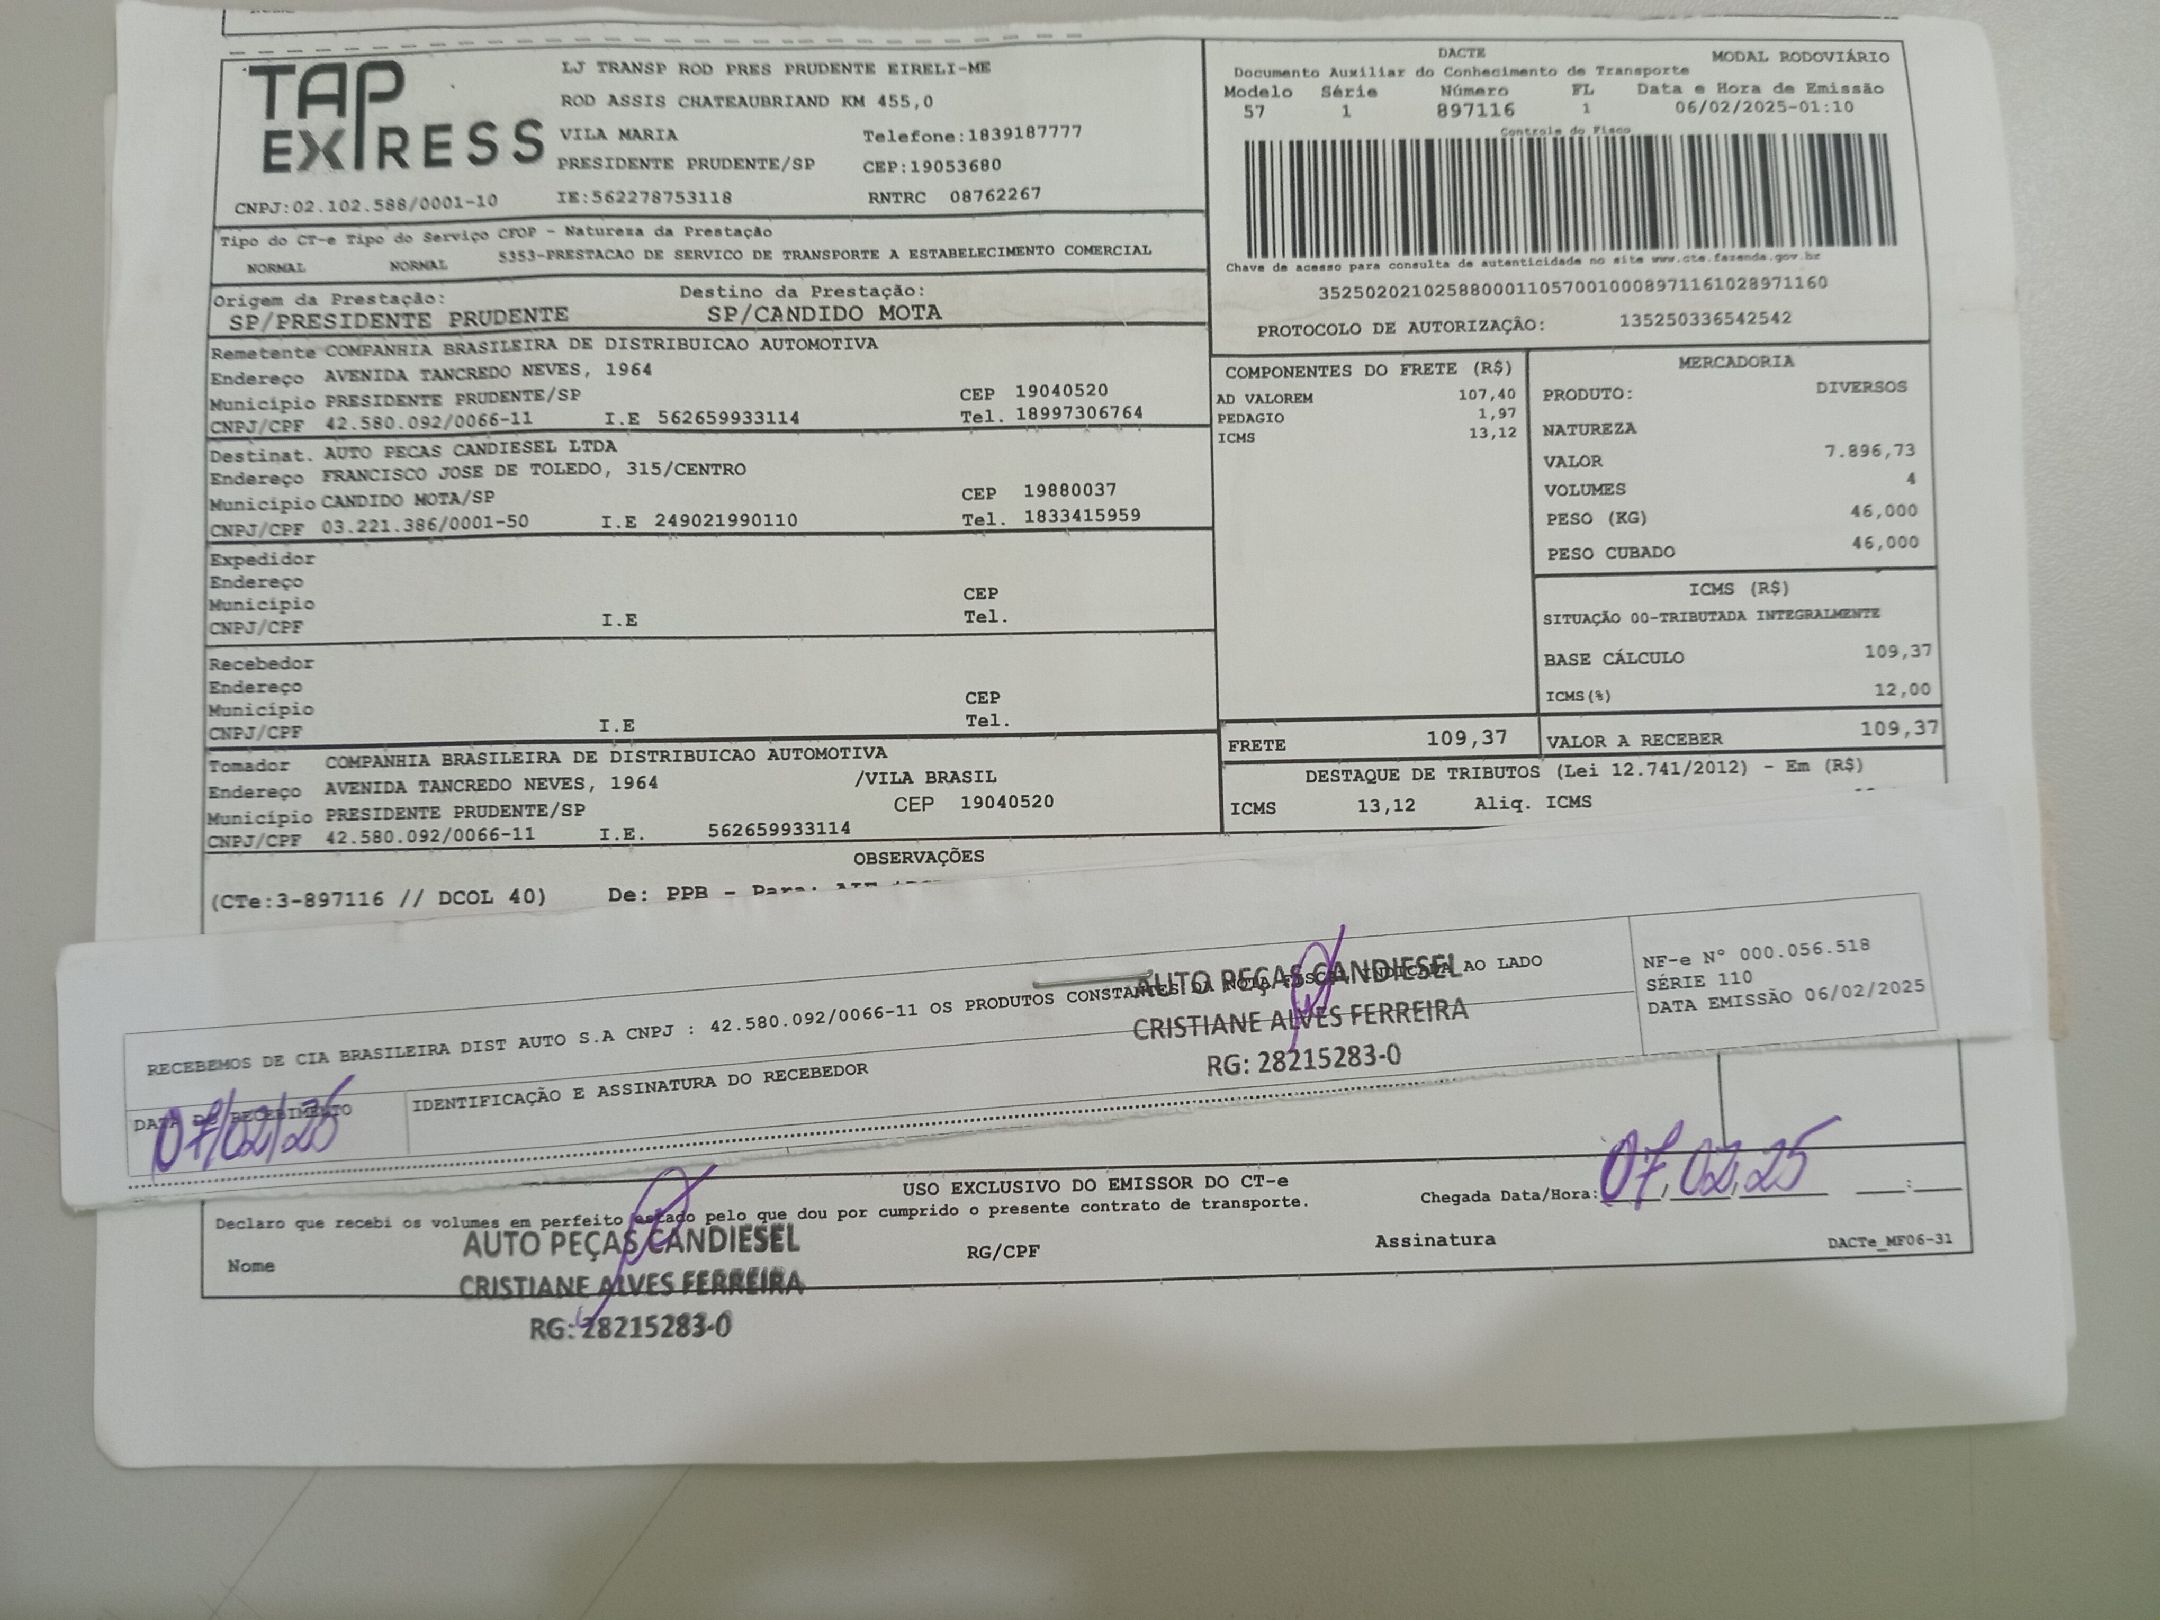 TAP EXPRESS
LJ TRANSP ROD PRES PRUDENTE EIRELI-ME
ROD ASSIS CHATEAUBRIAND KM 455,0
VILA MARIA Telefone:1839187777
PRESIDENTE PRUDENTE/SP CEP:19053680
CNPJ:02.102.588/0001-10 IE:562278753118 RNTRC 08762267
Tipo do CT-e Tipo do Serviço CFOP - Natureza da Prestação
NORMAL NORMAL 5353-PRESTACAO DE SERVICO DE TRANSPORTE A ESTABELECIMENTO COMERCIAL
Origem da Prestação: Destino da Prestação:
SP/PRESIDENTE PRUDENTE SP/CANDIDO MOTA
DACTE MODAL RODOVIÁRIO
Documento Auxiliar do Conhecimento de Transporte
Modelo Série Número FL Data e Hora de Emissão
57 1 897116 1 06/02/2025-01:10
Controle do Fisco
Chave de acesso para consulta de autenticidade no site www.cte.fazenda.gov.br
35250202102588000110570010008971161028971160
PROTOCOLO DE AUTORIZAÇÃO: 135250336542542
Remetente COMPANHIA BRASILEIRA DE DISTRIBUICAO AUTOMOTIVA
Endereço AVENIDA TANCREDO NEVES, 1964
Município PRESIDENTE PRUDENTE/SP CEP 19040520
CNPJ/CPF 42.580.092/0066-11 I.E 562659933114 Tel. 18997306764
Destinat. AUTO PECAS CANDIESEL LTDA
Endereço FRANCISCO JOSE DE TOLEDO, 315/CENTRO
Município CANDIDO MOTA/SP CEP 19880037
CNPJ/CPF 03.221.386/0001-50 I.E 249021990110 Tel. 1833415959
Expedidor
Endereço
Município CEP
CNPJ/CPF I.E Tel.
Recebedor
Endereço
Município CEP
CNPJ/CPF I.E Tel.
Tomador COMPANHIA BRASILEIRA DE DISTRIBUICAO AUTOMOTIVA
Endereço AVENIDA TANCREDO NEVES, 1964 /VILA BRASIL
Município PRESIDENTE PRUDENTE/SP CEP 19040520
CNPJ/CPF 42.580.092/0066-11 I.E. 562659933114
COMPONENTES DO FRETE (R$)
AD VALOREM 107,40
PEDAGIO 1,97
ICMS 13,12
MERCADORIA
PRODUTO: DIVERSOS
NATUREZA
VALOR 7.896,73
VOLUMES 4
PESO (KG) 46,000
PESO CUBADO 46,000
ICMS (R$)
SITUAÇÃO 00-TRIBUTADA INTEGRALMENTE
BASE CÁLCULO 109,37
ICMS(%) 12,00
FRETE 109,37 VALOR A RECEBER 109,37
DESTAQUE DE TRIBUTOS (Lei 12.741/2012) - Em (R$)
ICMS 13,12 Aliq. ICMS
OBSERVAÇÕES
(CTe:3-897116 // DCOL 40) De: PPB - Para:
RECEBEMOS DE CIA BRASILEIRA DIST AUTO S.A CNPJ : 42.580.092/0066-11 OS PRODUTOS CONSTANTES DA NOTA FISCAL INDICADA AO LADO
DATA DE RECEBIMENTO IDENTIFICAÇÃO E ASSINATURA DO RECEBEDOR
07/02/25
AUTO PEÇAS CANDIESEL
CRISTIANE ALVES FERREIRA
RG: 28215283-0
NF-e N° 000.056.518
SÉRIE 110
DATA EMISSÃO 06/02/2025
USO EXCLUSIVO DO EMISSOR DO CT-e
Declaro que recebi os volumes em perfeito estado pelo que dou por cumprido o presente contrato de transporte.
Chegada Data/Hora: 07,02,25 :
Nome RG/CPF Assinatura DACTe_MF06-31
AUTO PEÇAS CANDIESEL
CRISTIANE ALVES FERREIRA
RG: 28215283-0